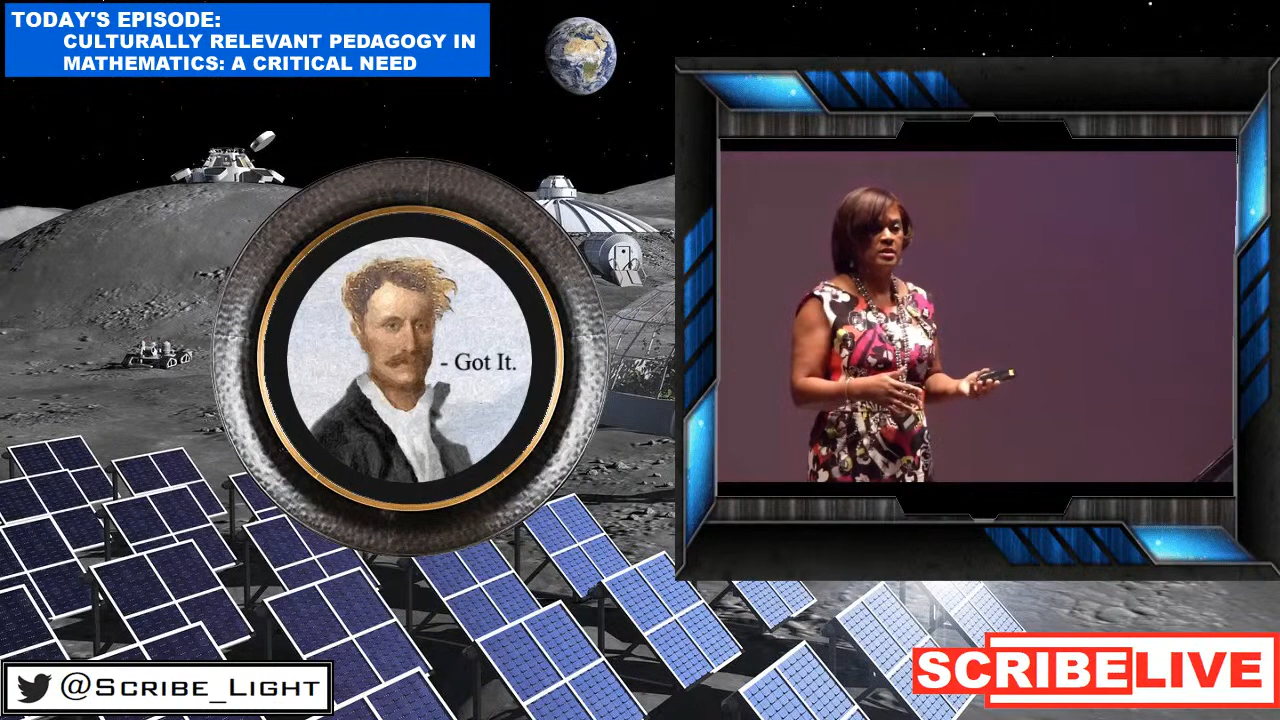 TODAY'S EPISODE:
CULTURALLY RELEVANT PEDAGOGY IN
MATHEMATICS: A CRITICAL NEED
- Got It.
@SCRIBE_LIGHT
SCRIBELIVE